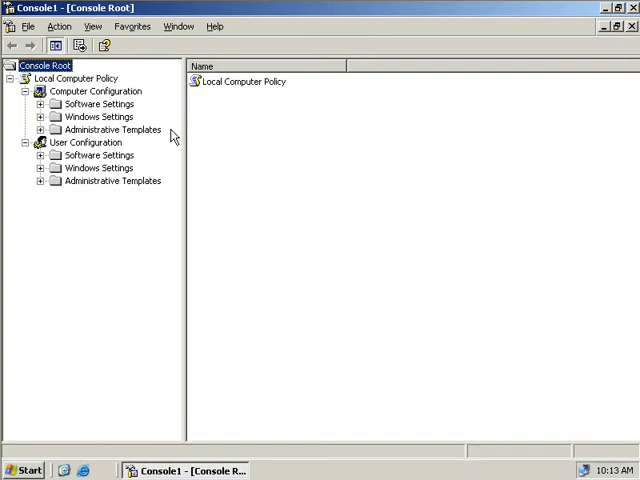 Console1 - [Console Root]
File Action View Favorites Window Help
Console Root
Local Computer Policy
Computer Configuration
Software Settings
Windows Settings
Administrative Templates
User Configuration
Software Settings
Windows Settings
Administrative Templates
Name
Local Computer Policy
Start
Console1 - [Console R...
10:13 AM